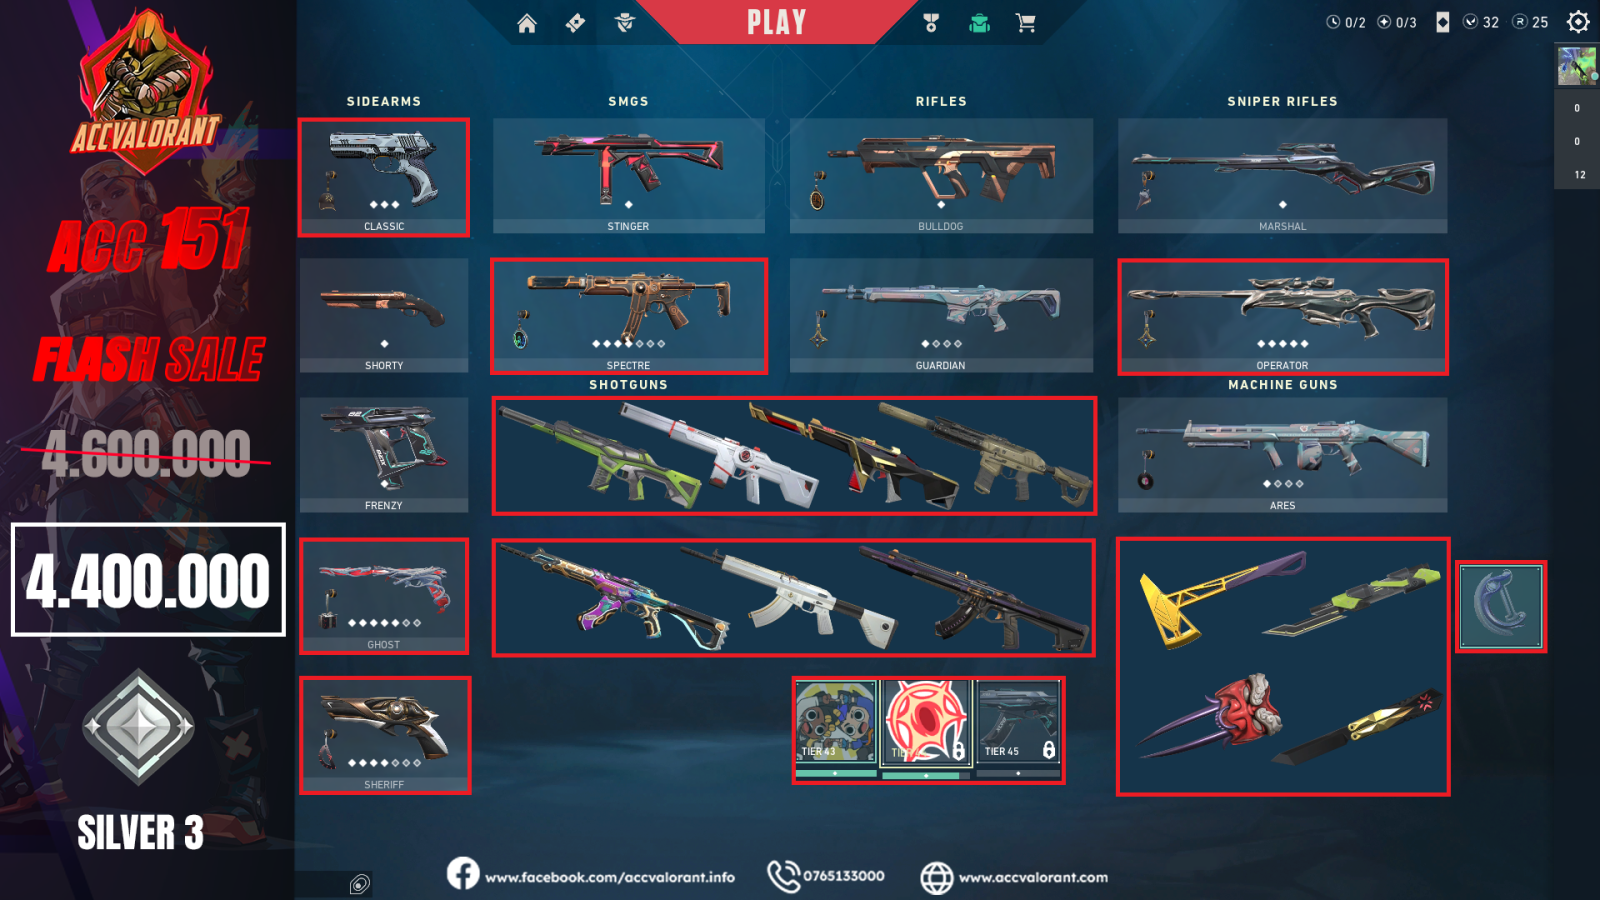 ACCVALORANT
ACC 151
FLASH SALE
4.600.000
4.400.000
SILVER 3
PLAY
0/2
0/3
32
25
0
0
12
SIDEARMS
SMGS
RIFLES
SNIPER RIFLES
CLASSIC
STINGER
BULLDOG
MARSHAL
SHORTY
SPECTRE
GUARDIAN
OPERATOR
SHOTGUNS
MACHINE GUNS
FRENZY
ARES
GHOST
SHERIFF
TIER 43
TIER
TIER 45
www.facebook.com/accvalorant.info
0765133000
www.accvalorant.com